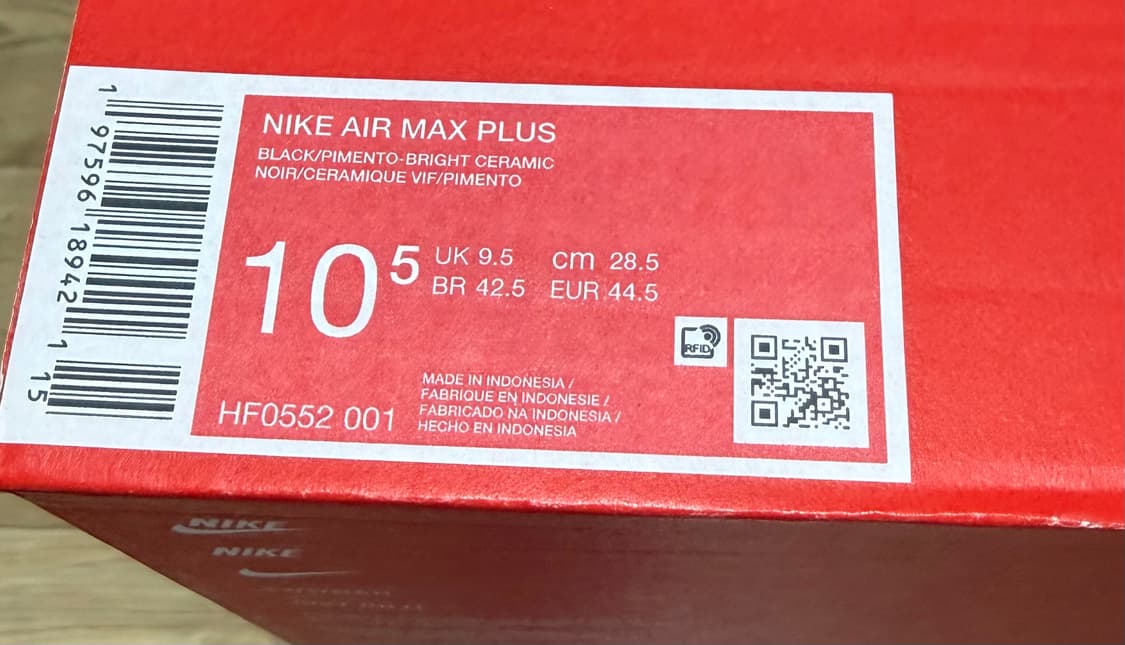 NIKE AIR MAX PLUS
BLACK/PIMENTO-BRIGHT CERAMIC
NOIR/CERAMIQUE VIF/PIMENTO
10 5
UK 9.5 cm 28.5
BR 42.5 EUR 44.5
RFID
MADE IN INDONESIA /
FABRIQUE EN INDONESIE /
FABRICADO NA INDONESIA /
HECHO EN INDONESIA
HF0552 001
1 97596 18942 1 15
NIKE
NIKE